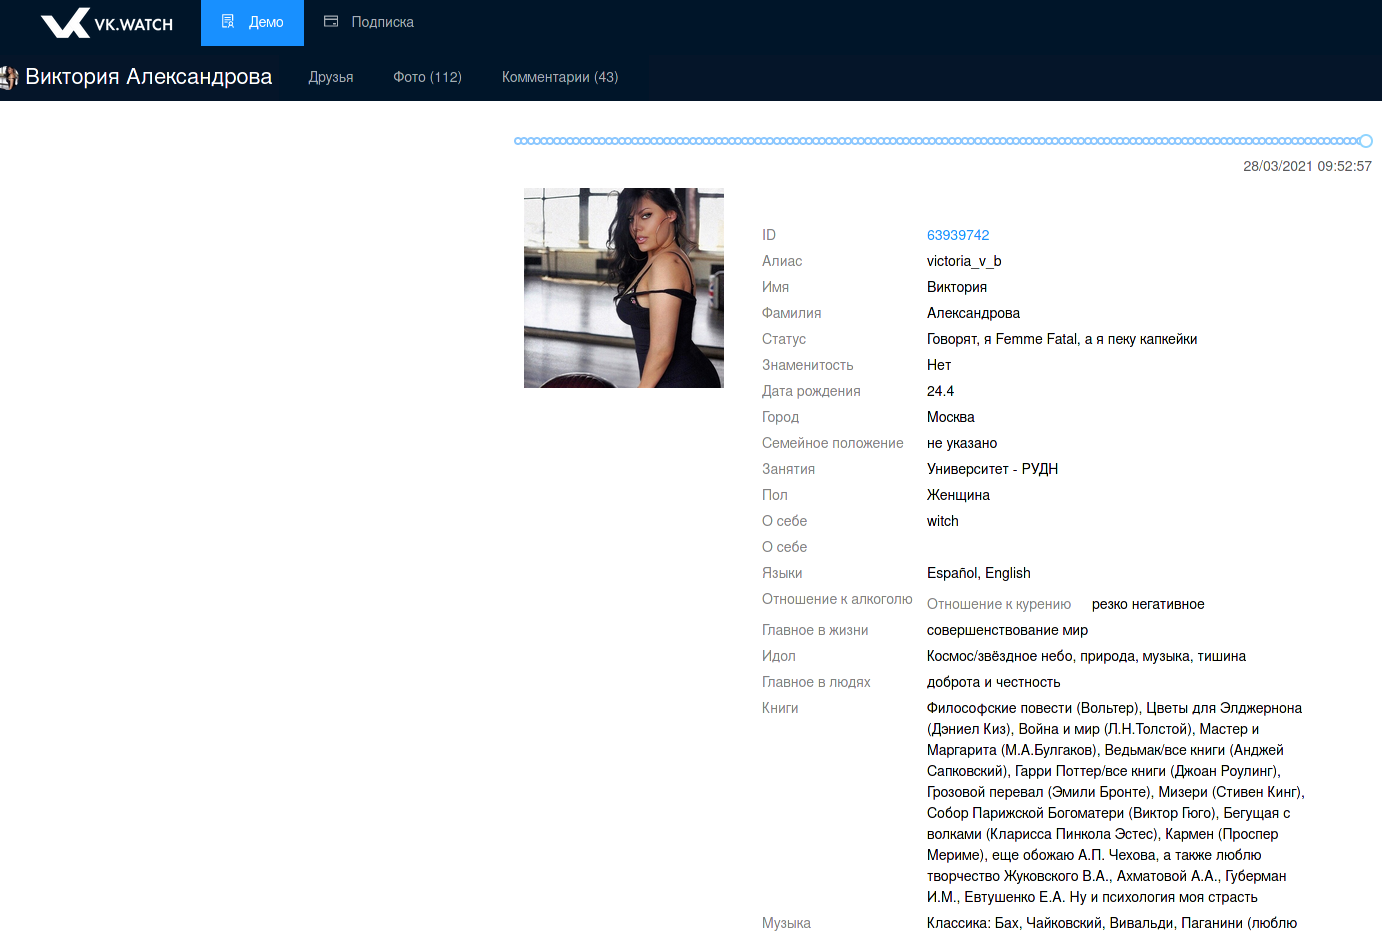 VK.WATCH
Демо
Подписка
Виктория Александрова
Друзья
Фото (112)
Комментарии (43)
28/03/2021 09:52:57
ID 63939742
Алиас victoria_v_b
Имя Виктория
Фамилия Александрова
Статус Говорят, я Femme Fatal, а я пеку капкейки
Знаменитость Нет
Дата рождения 24.4
Город Москва
Семейное положение не указано
Занятия Университет - РУДН
Пол Женщина
О себе witch
О себе
Языки Español, English
Отношение к алкоголю Отношение к курению резко негативное
Главное в жизни совершенствование мир
Идол Космос/звёздное небо, природа, музыка, тишина
Главное в людях доброта и честность
Книги Философские повести (Вольтер), Цветы для Элджернона
(Дэниел Киз), Война и мир (Л.Н.Толстой), Мастер и
Маргарита (М.А.Булгаков), Ведьмак/все книги (Анджей
Сапковский), Гарри Поттер/все книги (Джоан Роулинг),
Грозовой перевал (Эмили Бронте), Мизери (Стивен Кинг),
Собор Парижской Богоматери (Виктор Гюго), Бегущая с
волками (Кларисса Пинкола Эстес), Кармен (Проспер
Мериме), еще обожаю А.П. Чехова, а также люблю
творчество Жуковского В.А., Ахматовой А.А., Губерман
И.М., Евтушенко Е.А. Ну и психология моя страсть
Музыка Классика: Бах, Чайковский, Вивальди, Паганини (люблю